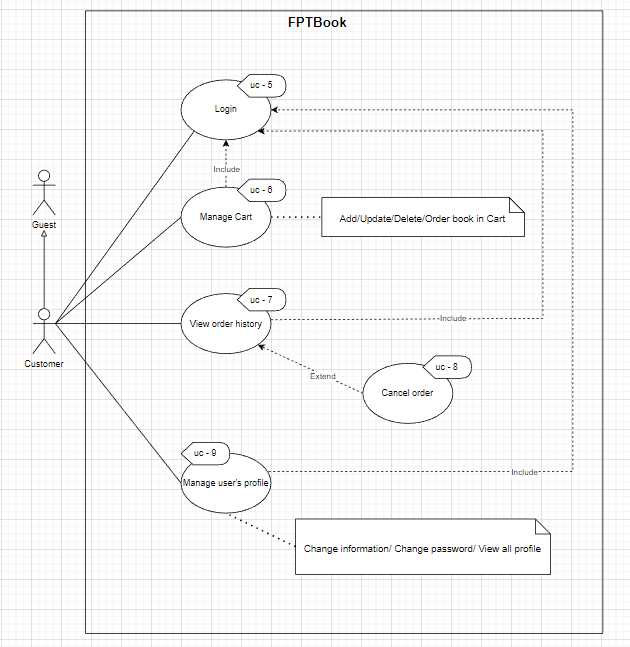 FPTBook
uc - 5
Login
Include
uc - 6
Manage Cart
Add/Update/Delete/Order book in Cart
Guest
uc - 7
View order history
Include
Customer
Extend
uc - 8
Cancel order
uc - 9
Manage user's profile
Include
Change information/ Change password/ View all profile